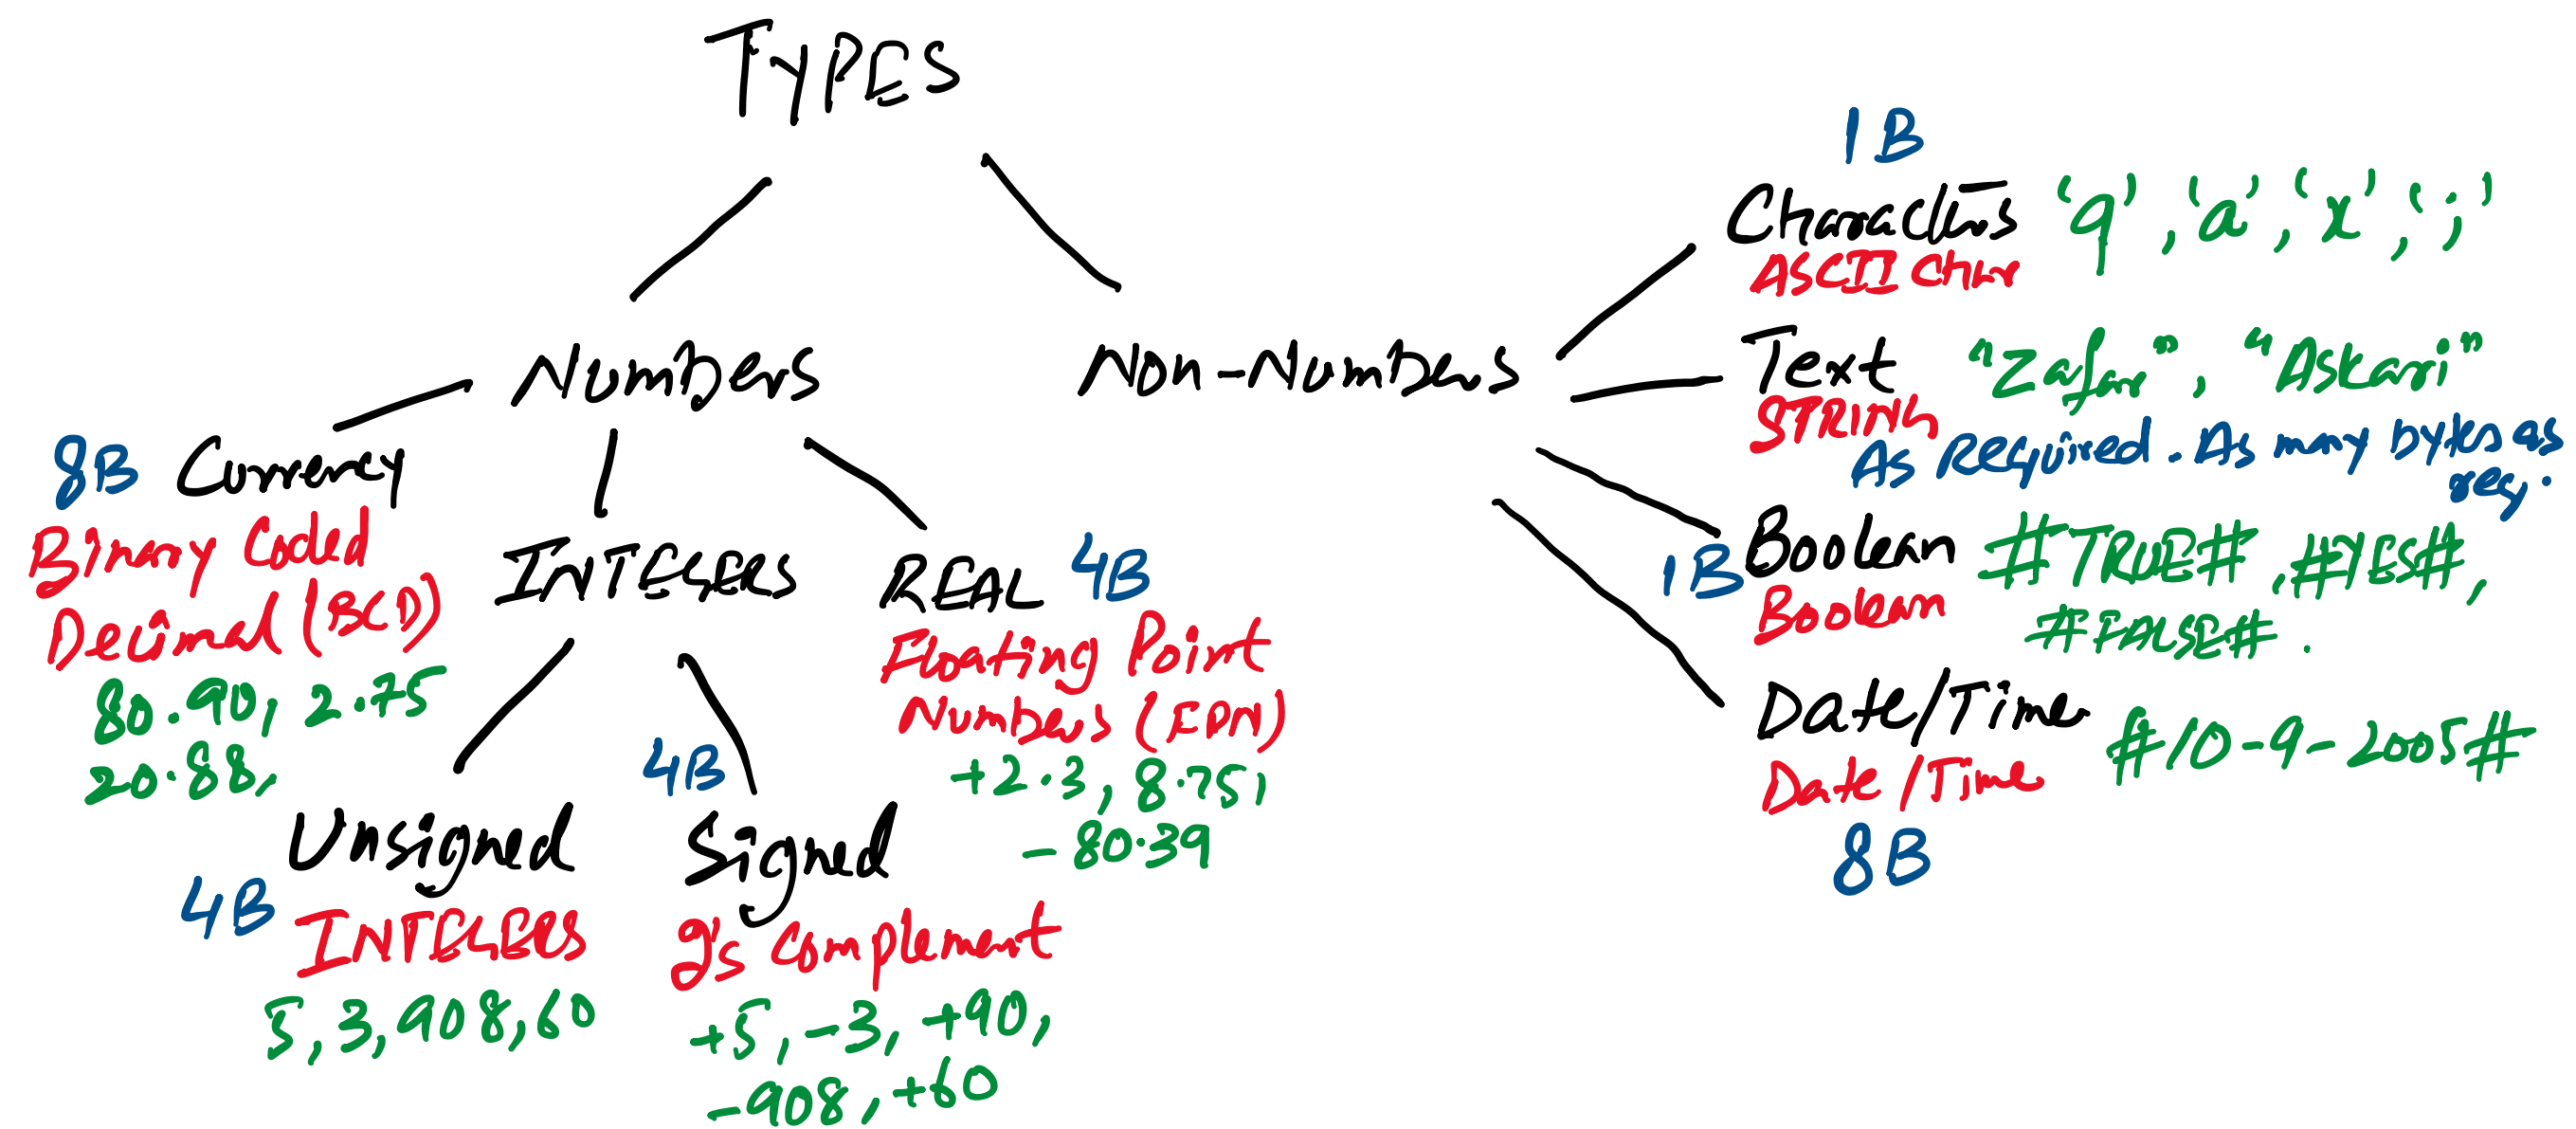 TYPES
Numbers
Non-Numbers
8B Currency
Binary Coded
Decimal (BCD)
80.90, 2.75
20.88,
INTEGERS
Unsigned
4B
INTEGERS
5, 3, 908, 60
4B
Signed
2's Complement
+5, -3, +90,
-908, +60
REAL 4B
Floating Point
Numbers (FPN)
+2.3, 8.75,
-80.39
1B
Characters 'q', 'a', 'x', ';'
ASCII Char
Text "Zafar", "Askari"
STRING
As Required. As many bytes as
req.
1B Boolean #TRUE#, #YES#,
Boolean #FALSE#.
Date/Time #10-9-2005#
Date/Time
8B